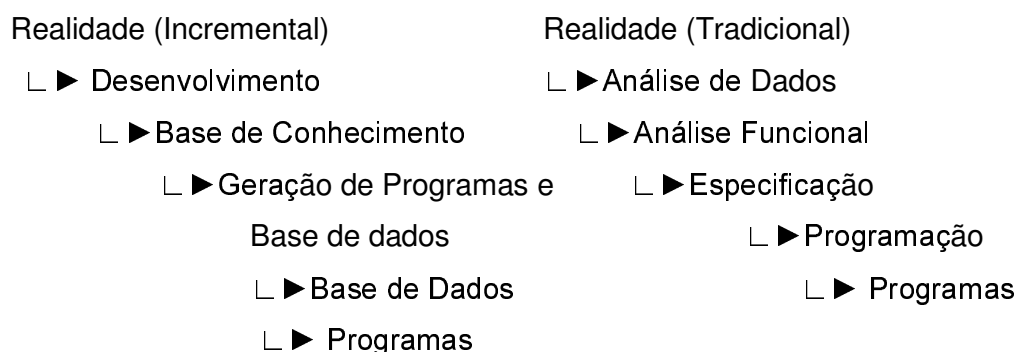 Realidade (Incremental)
∟► Desenvolvimento
∟►Base de Conhecimento
∟►Geração de Programas e
Base de dados
∟►Base de Dados
∟► Programas
Realidade (Tradicional)
∟►Análise de Dados
∟►Análise Funcional
∟►Especificação
∟►Programação
∟► Programas